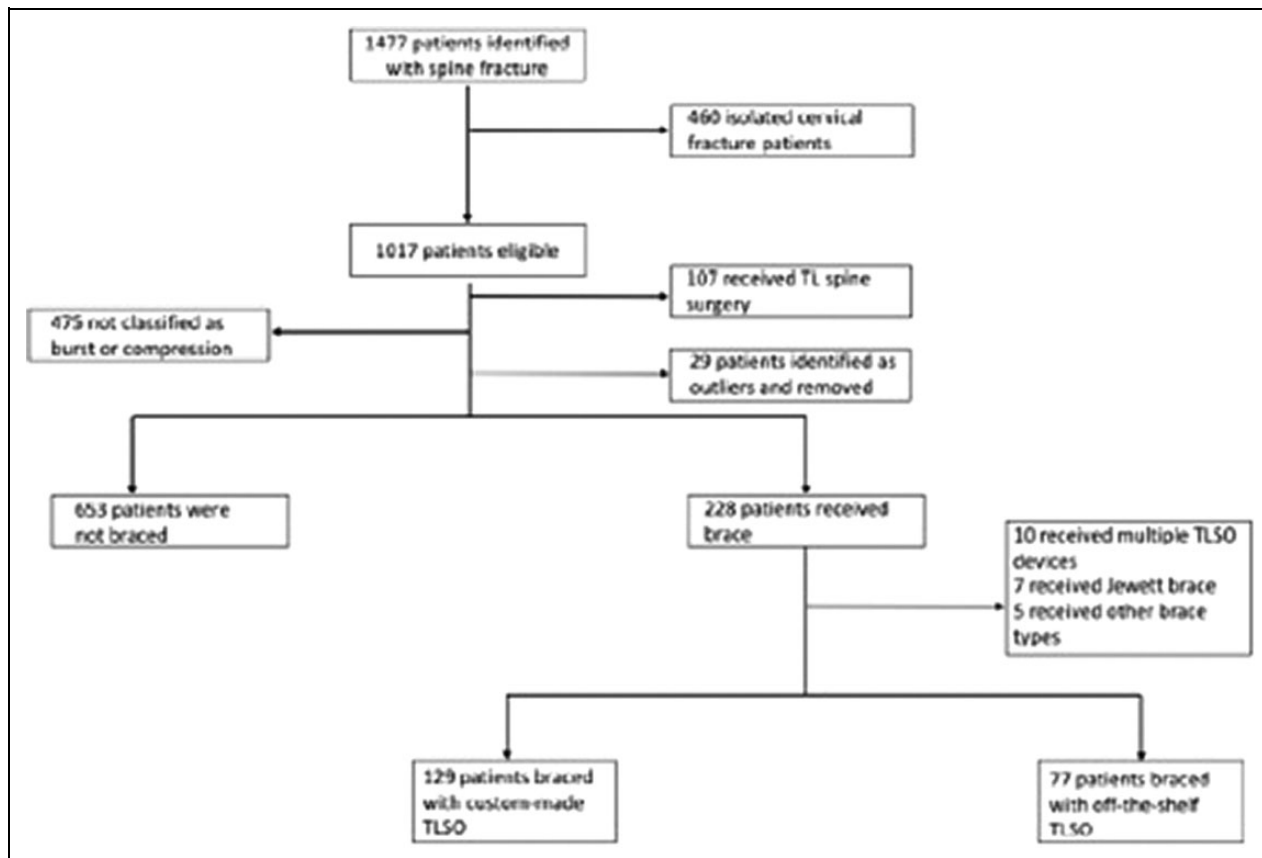 1477 patients identified
with spine fracture
460 isolated cervical
fracture patients
1017 patients eligible
107 received TL spine
surgery
475 not classified as
burst or compression
29 patients identified as
outliers and removed
653 patients were
not braced
228 patients received
brace
10 received multiple TLSO
devices
7 received Jewett brace
5 received other brace
types
129 patients braced
with custom-made
TLSO
77 patients braced
with off-the-shelf
TLSO